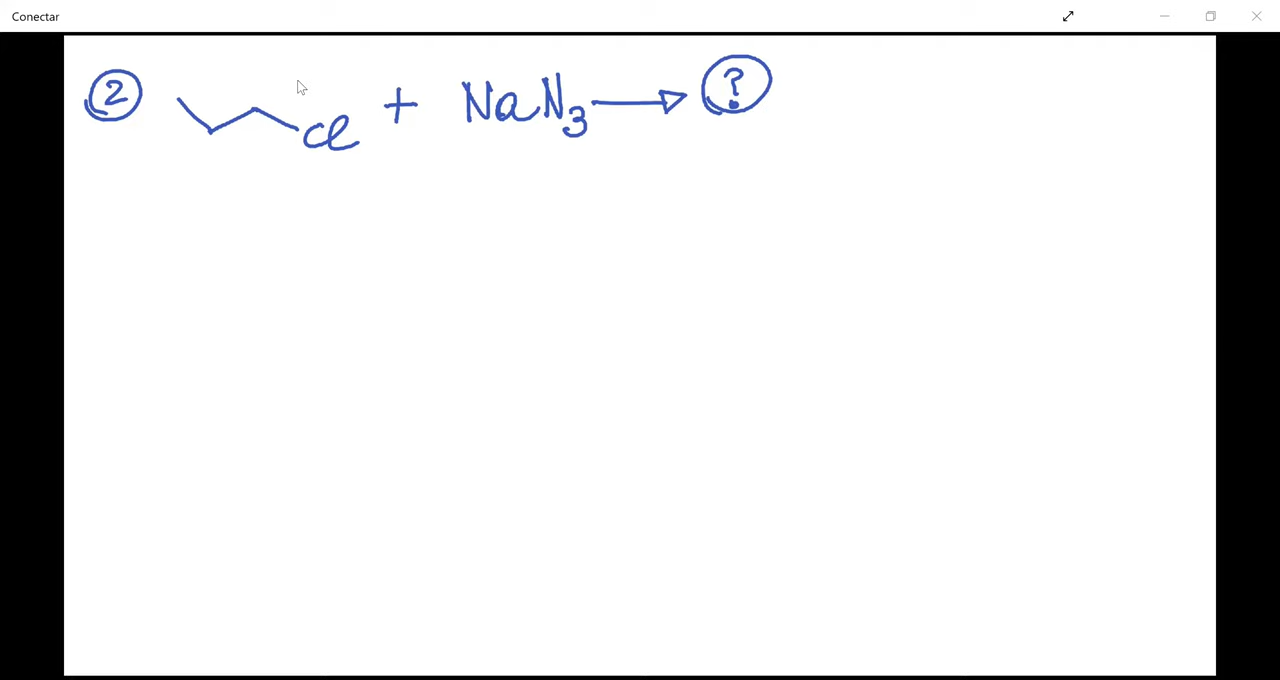 Conectar
② Cl + NaN₃ → ?